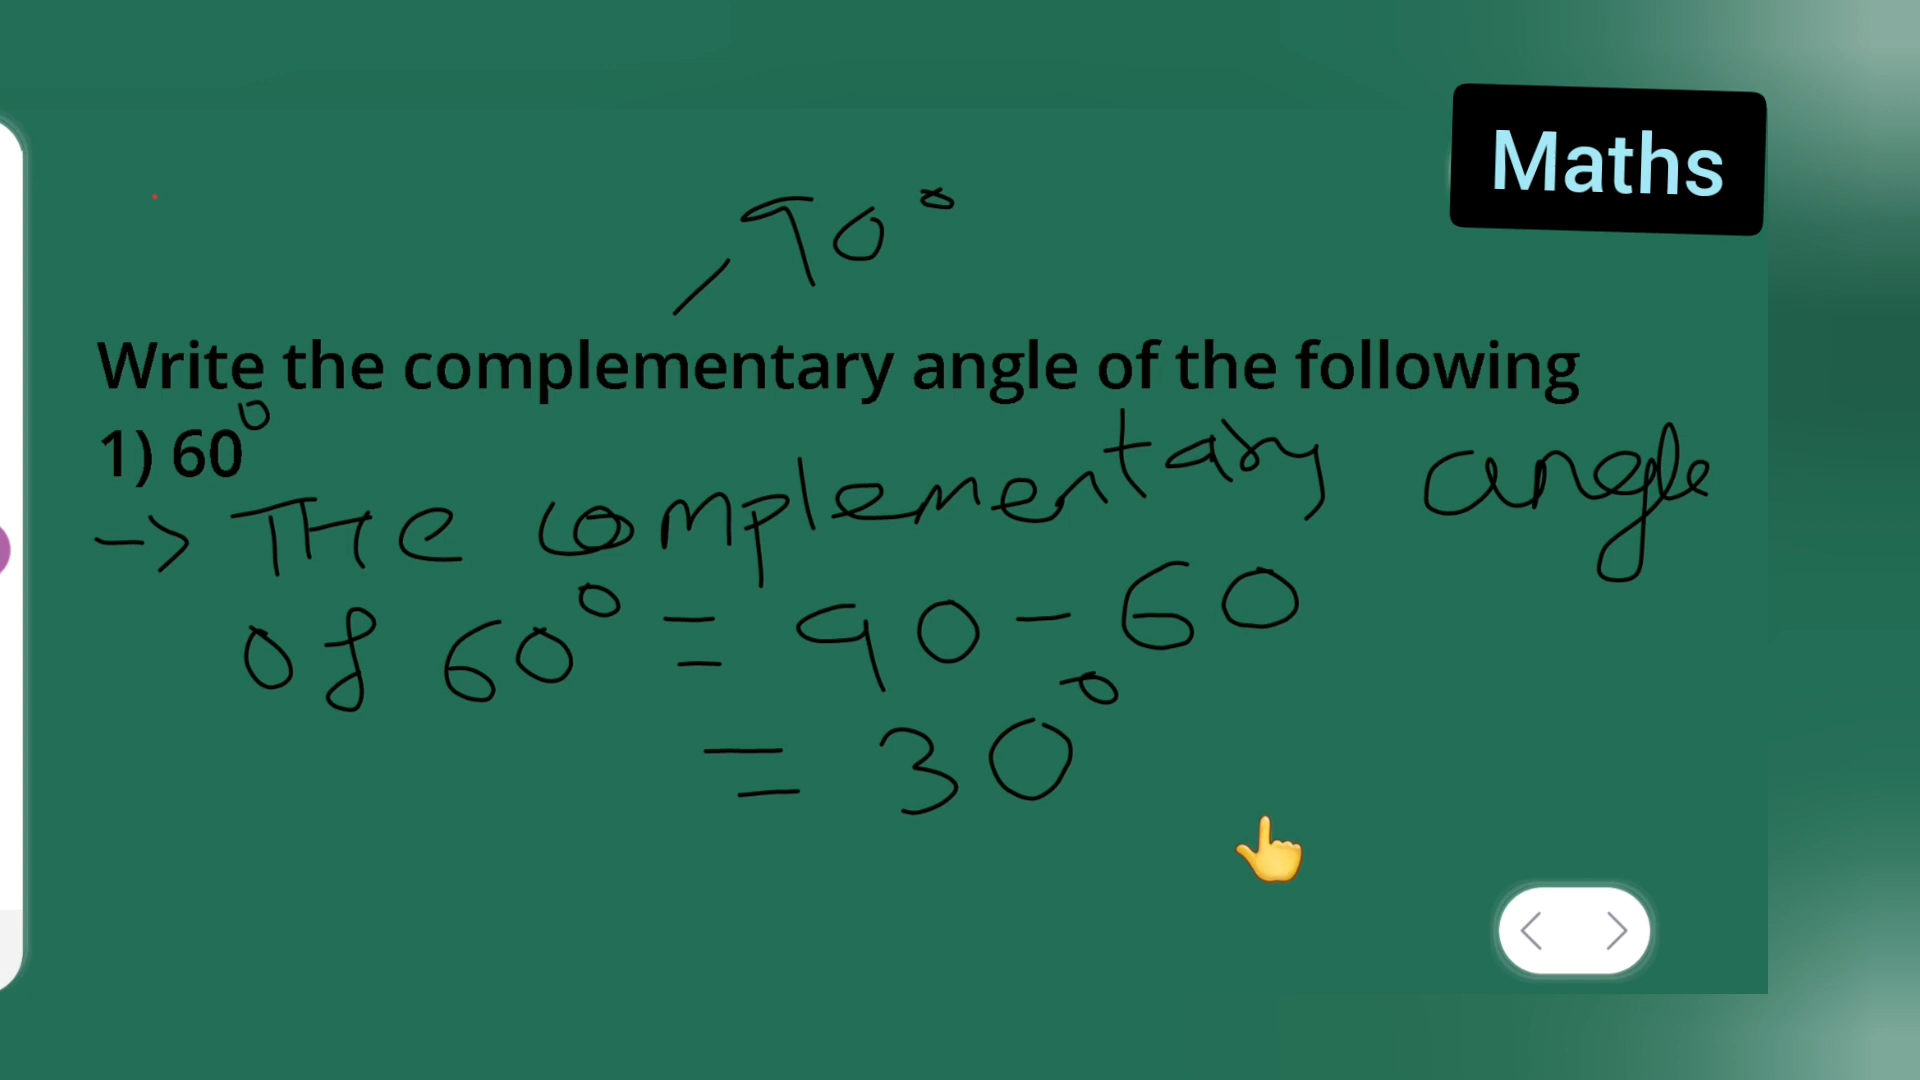 Maths
90°
Write the complementary angle of the following
1) 60°
→ The complementary angle
of 60° = 90 - 60
= 30°